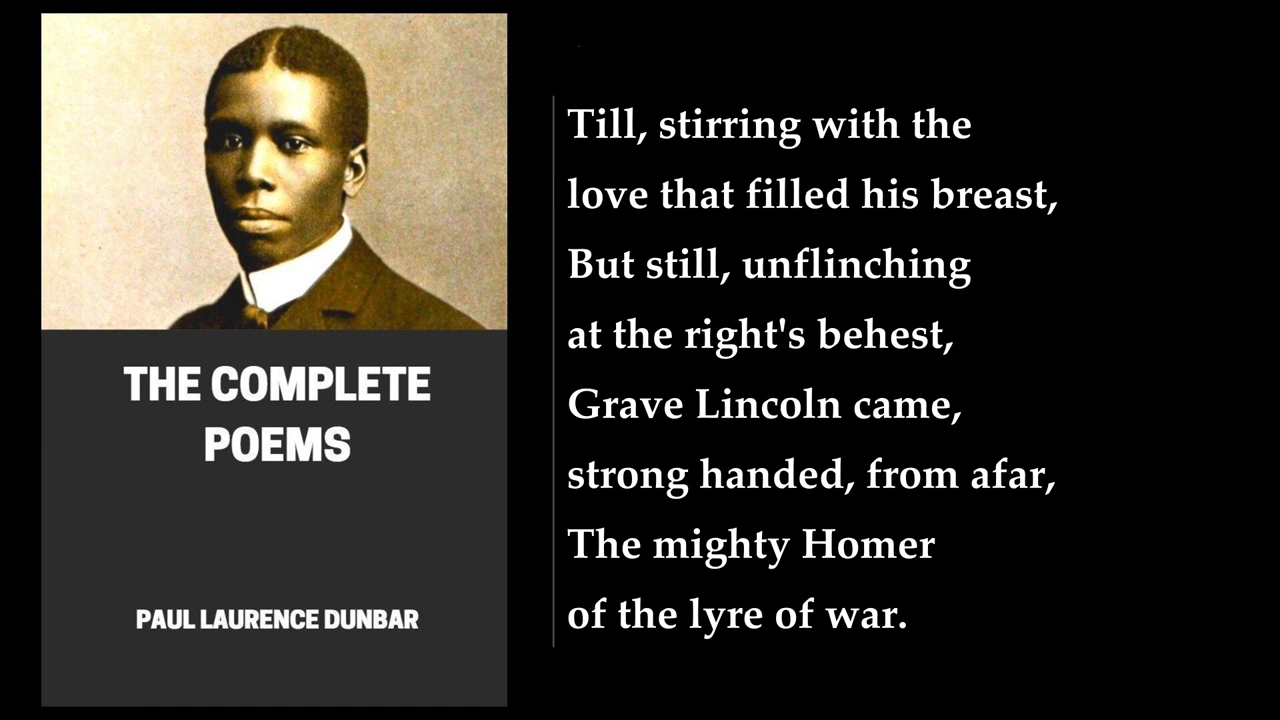 THE COMPLETE
POEMS
PAUL LAURENCE DUNBAR
Till, stirring with the
love that filled his breast,
But still, unflinching
at the right's behest,
Grave Lincoln came,
strong handed, from afar,
The mighty Homer
of the lyre of war.